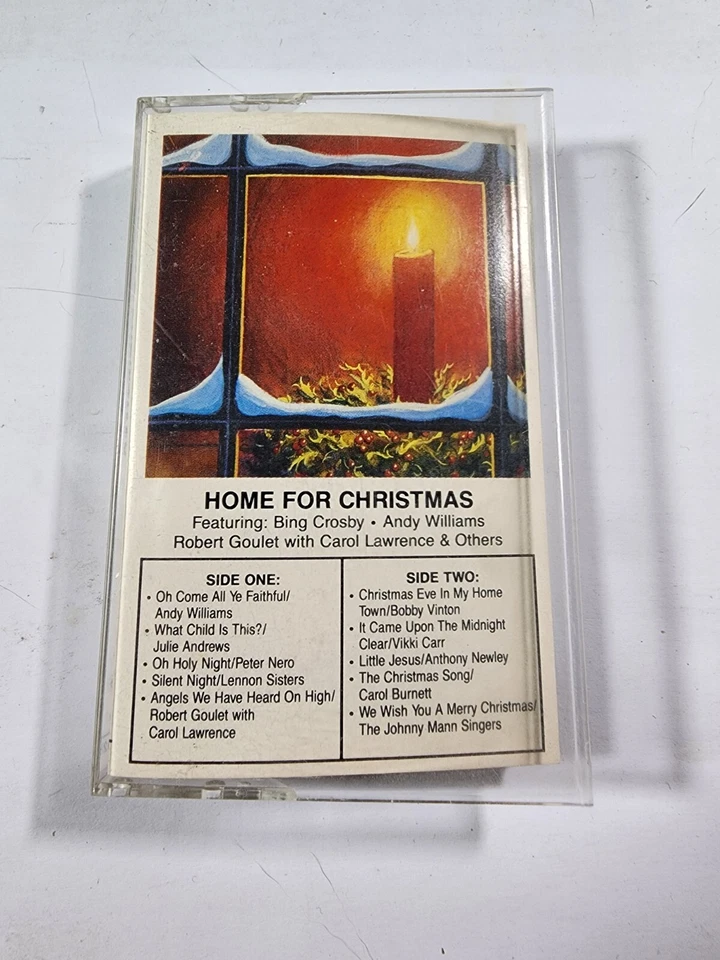 HOME FOR CHRISTMAS
Featuring: Bing Crosby • Andy Williams
Robert Goulet with Carol Lawrence & Others
SIDE ONE:
• Oh Come All Ye Faithful/
Andy Williams
• What Child Is This?/
Julie Andrews
• Oh Holy Night/Peter Nero
• Silent Night/Lennon Sisters
• Angels We Have Heard On High/
Robert Goulet with
Carol Lawrence
SIDE TWO:
• Christmas Eve In My Home
Town/Bobby Vinton
• It Came Upon The Midnight
Clear/Vikki Carr
• Little Jesus/Anthony Newley
• The Christmas Song/
Carol Burnett
• We Wish You A Merry Christmas/
The Johnny Mann Singers